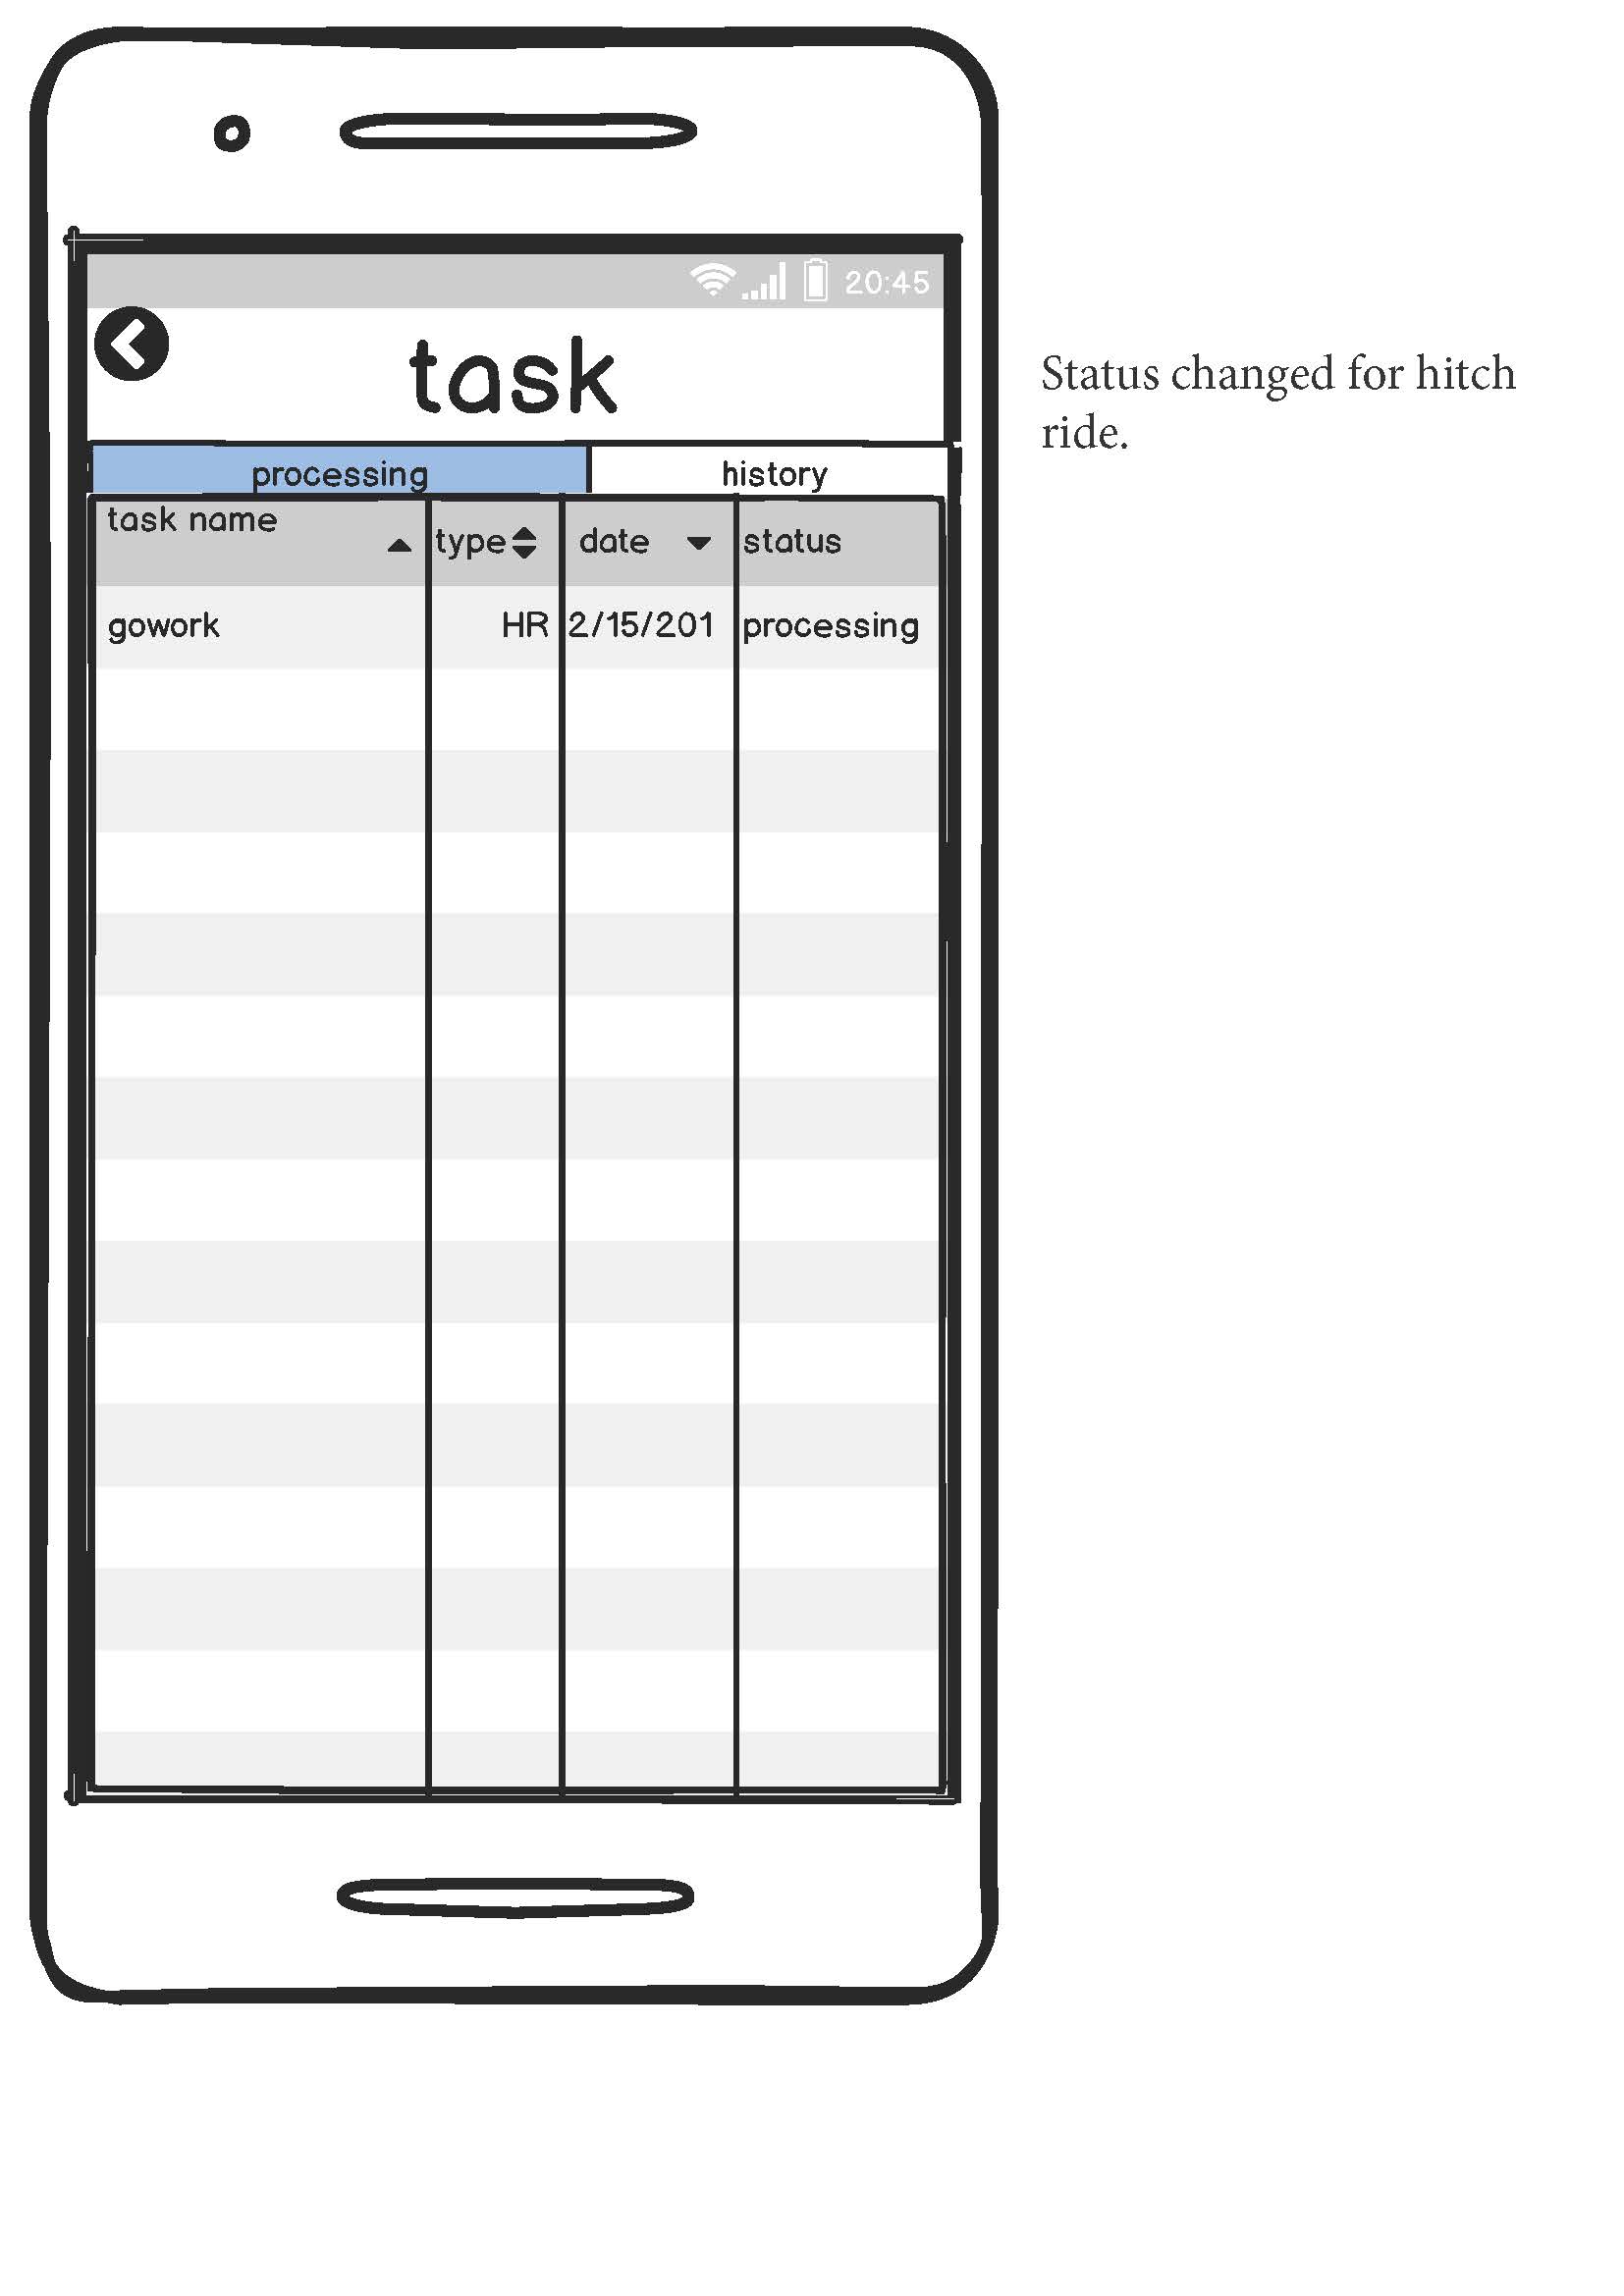 20:45
task
Status changed for hitch
ride.
processing history
task name type date status
gowork HR 2/15/201 processing